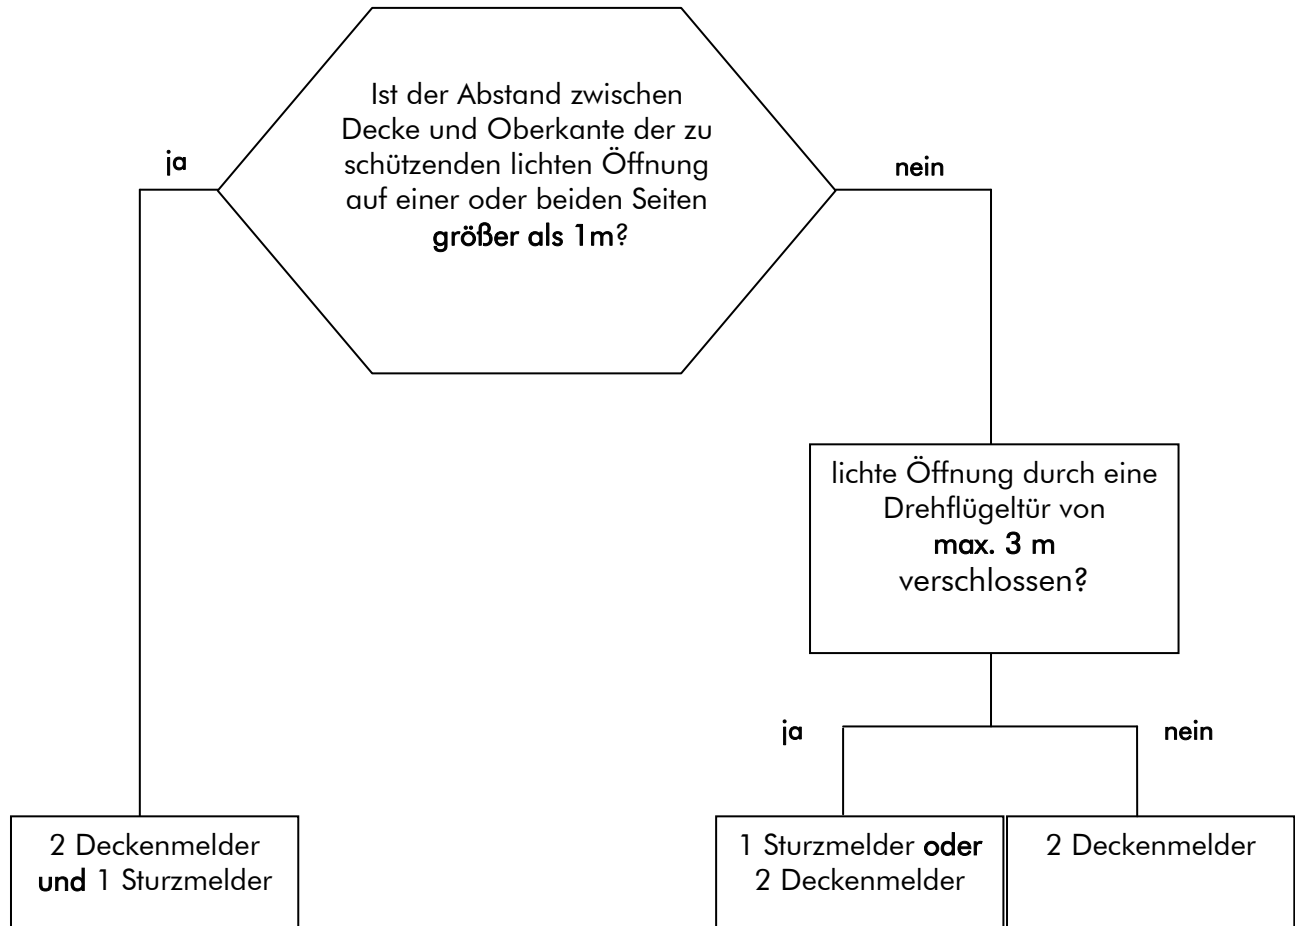 Ist der Abstand zwischen
Decke und Oberkante der zu
schützenden lichten Öffnung
auf einer oder beiden Seiten
größer als 1m?
ja
nein
lichte Öffnung durch eine
Drehflügeltür von
max. 3 m
verschlossen?
ja
nein
2 Deckenmelder
und 1 Sturzmelder
1 Sturzmelder oder
2 Deckenmelder
2 Deckenmelder